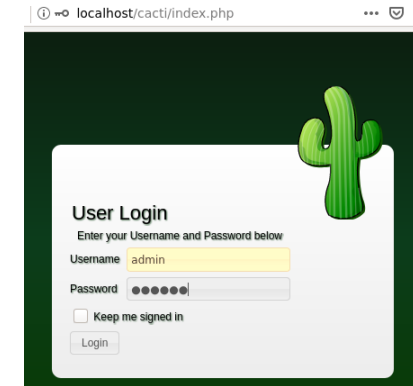 localhost/cacti/index.php
User Login
Enter your Username and Password below
Username admin
Password ●●●●●●
Keep me signed in
Login